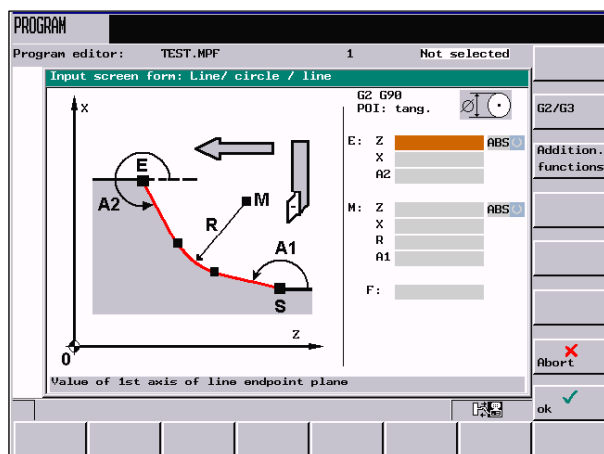 PROGRAM
Program editor: TEST.MPF 1 Not selected
Input screen form: Line/ circle / line
G2 G90
POI: tang.
G2/G3
Addition.
functions
E: Z ABS
X
A2
M: Z ABS
X
R
A1
F:
X
E
A2
M
R
A1
S
Z
0
Value of 1st axis of line endpoint plane
Abort
ok